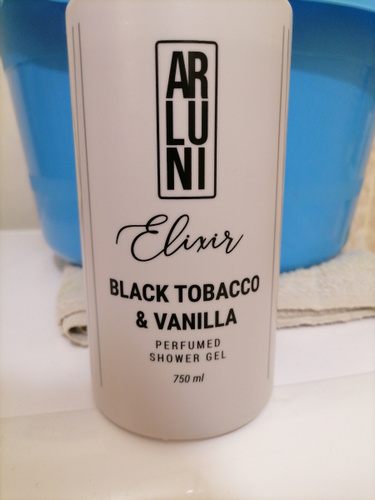 AR
LU
NI
Elixir
BLACK TOBACCO
& VANILLA
PERFUMED
SHOWER GEL
750 ml